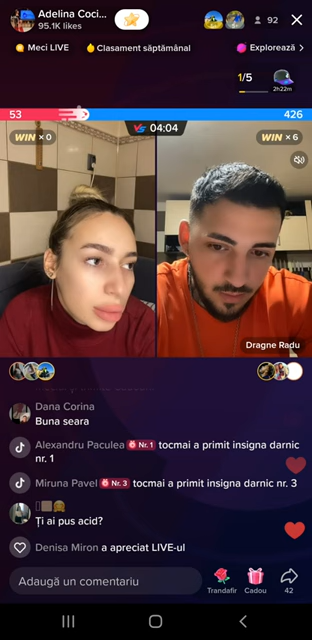 Adelina Coci...
95.1K likes
92
Meci LIVE
Clasament săptămânal
Explorează >
1/5
2h22m
53
426
VS 04:04
WIN × 0
WIN × 6
Dragne Radu
Dana Corina
Buna seara
Alexandru Paculea Nr. 1 tocmai a primit insigna darnic
nr. 1
Miruna Pavel Nr. 3 tocmai a primit insigna darnic nr. 3
Ți ai pus acid?
Denisa Miron a apreciat LIVE-ul
Adaugă un comentariu
Trandafir
Cadou
42